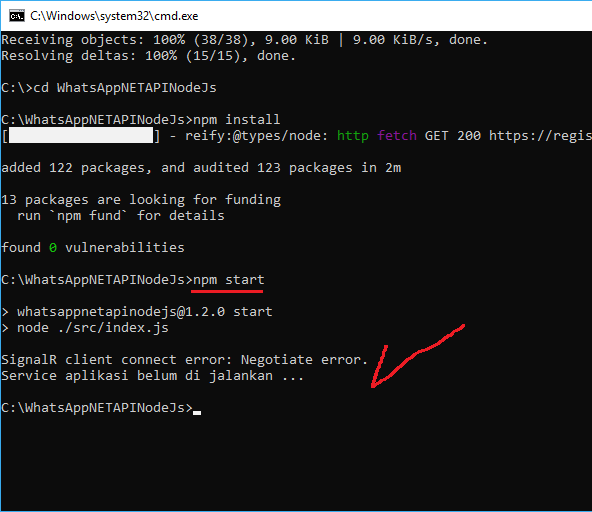 C:\Windows\system32\cmd.exe
Receiving objects: 100% (38/38), 9.00 KiB | 9.00 KiB/s, done.
Resolving deltas: 100% (15/15), done.
C:\>cd WhatsAppNETAPINodeJs
C:\WhatsAppNETAPINodeJs>npm install
[ ] - reify:@types/node: http fetch GET 200 https://regis
added 122 packages, and audited 123 packages in 2m
13 packages are looking for funding
run `npm fund` for details
found 0 vulnerabilities
C:\WhatsAppNETAPINodeJs>npm start
> whatsappnetapinodejs@1.2.0 start
> node ./src/index.js
SignalR client connect error: Negotiate error.
Service aplikasi belum di jalankan ...
C:\WhatsAppNETAPINodeJs>